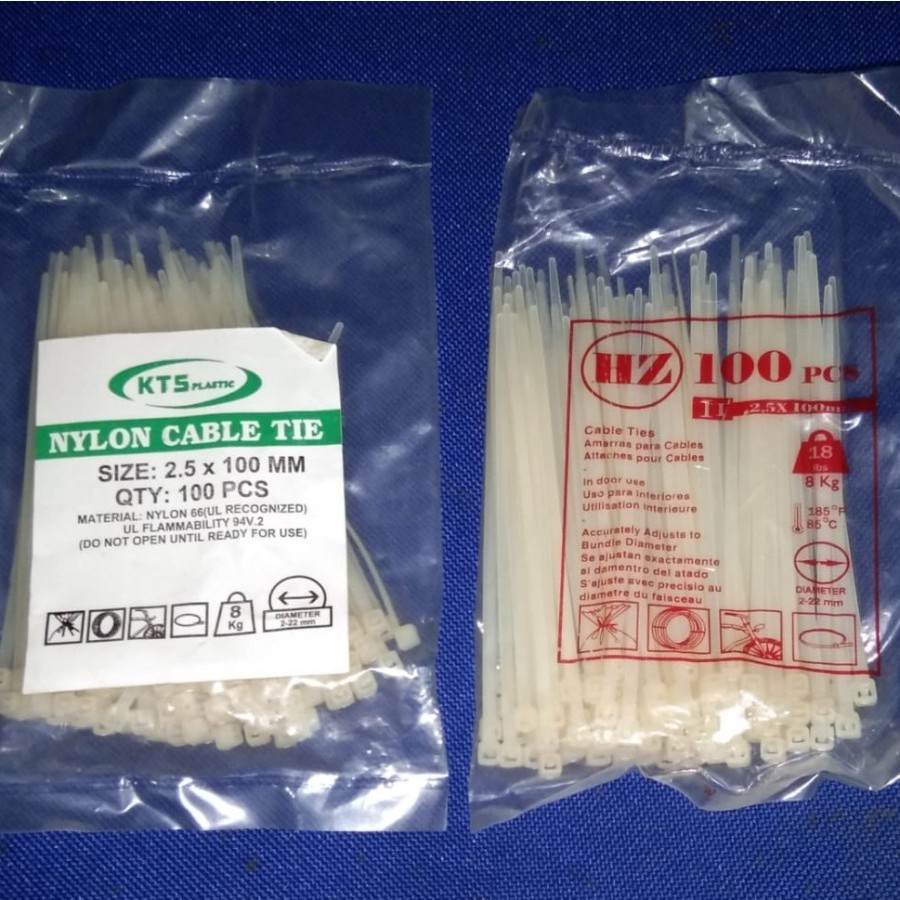 KTS PLASTIC
NYLON CABLE TIE
SIZE: 2.5 x 100 MM
QTY: 100 PCS
MATERIAL: NYLON 66(UL RECOGNIZED)
UL FLAMMABILITY 94V.2
(DO NOT OPEN UNTIL READY FOR USE)
8
Kg
DIAMETER
2-22 mm
HZ 100 PCS
2.5X100mm
Cable Ties
Amarras para Cables
Attaches pour Cables
In door use
Uso para Interiores
Utilisation Interieure
Accurately Adjuste to
Bundle Diameter
Se ajustan exactamente
al damentro del atado
S'ajuste avec precisio au
diametre du faisceau
18
lbs
8 Kg
185°F
85°C
DIAMETER
2-22 mm